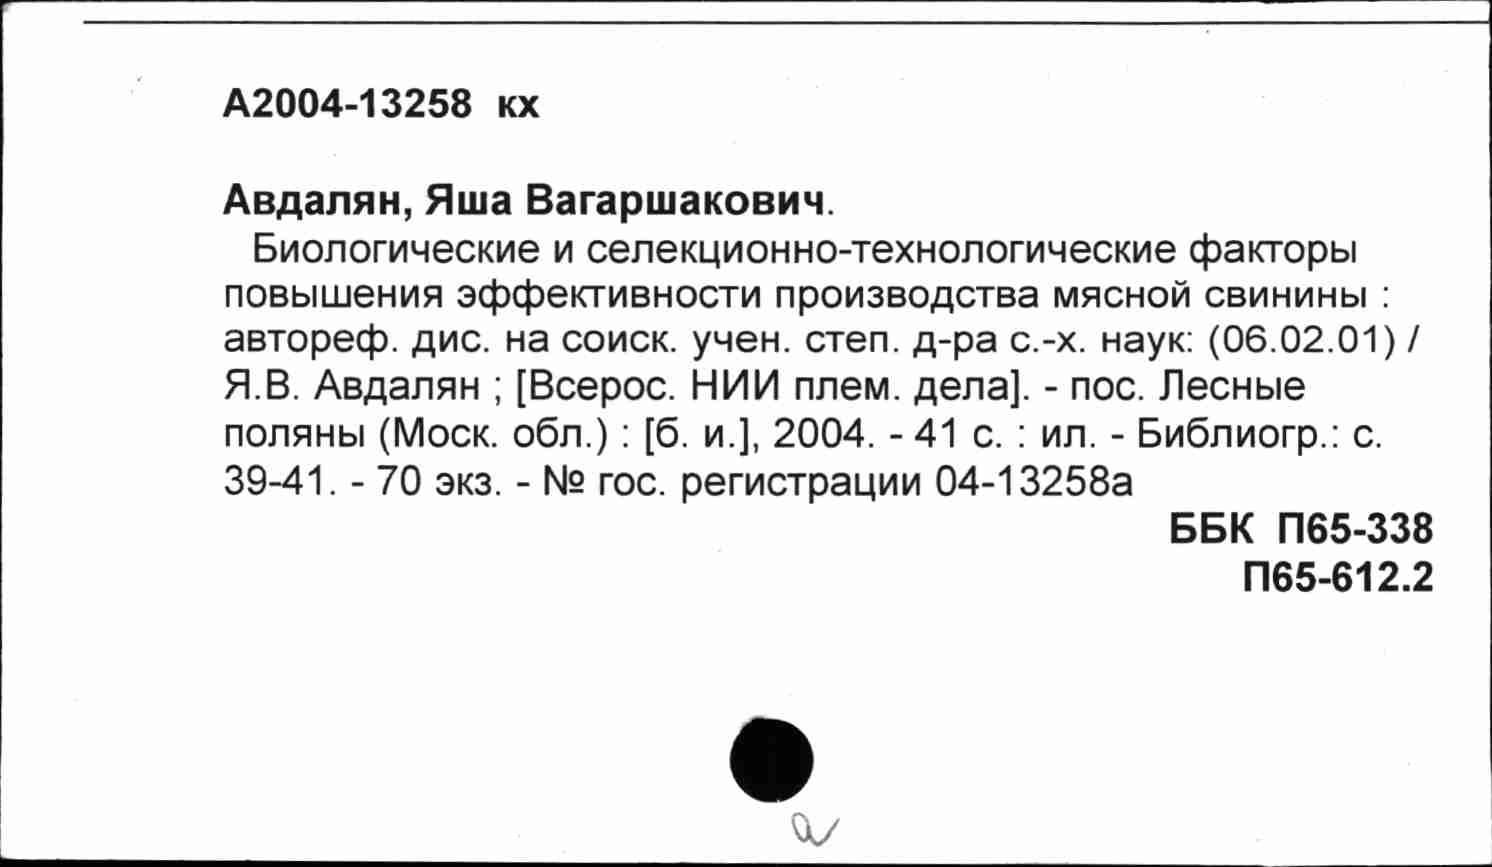 А2004-13258 кх
Авдалян, Яша Вагаршакович.
Биологические и селекционно-технологические факторы
повышения эффективности производства мясной свинины :
автореф. дис. на соиск. учен. степ. д-ра с.-х. наук: (06.02.01) /
Я.В. Авдалян ; [Всерос. НИИ плем. дела]. - пос. Лесные
поляны (Моск. обл.) : [б. и.], 2004. - 41 с. : ил. - Библиогр.: с.
39-41. - 70 экз. - № гос. регистрации 04-13258а
ББК П65-338
П65-612.2